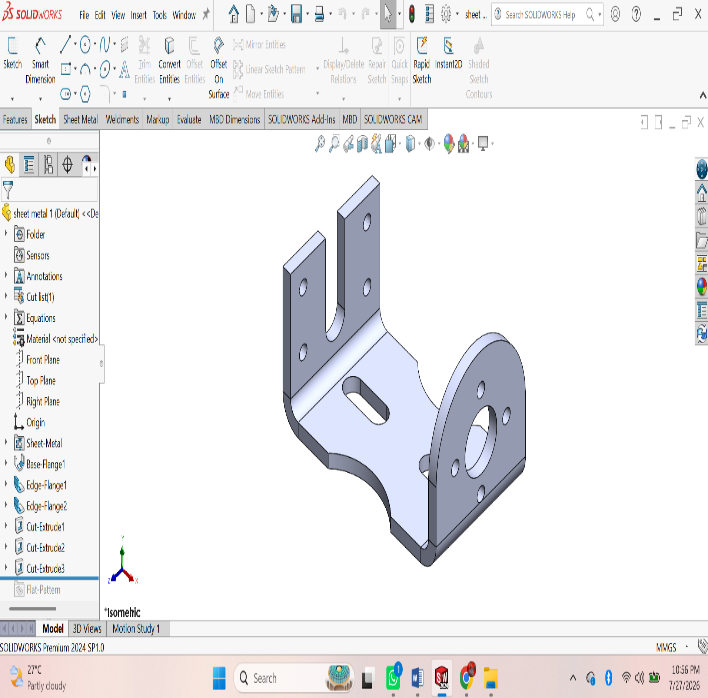 SOLIDWORKS File Edit View Insert Tools Window sheet ... Search SOLIDWORKS Help
Sketch Smart Dimension Trim Entities Convert Entities Offset Entities Offset On Surface Mirror Entities Linear Sketch Pattern Move Entities Display/Delete Relations Repair Sketch Quick Snaps Rapid Sketch Instant2D Shaded Sketch Contours
Features Sketch Sheet Metal Weldments Markup Evaluate MBD Dimensions SOLIDWORKS Add-Ins MBD SOLIDWORKS CAM
sheet metal 1 (Default) <<De
Folder
Sensors
Annotations
Cut list(1)
Equations
Material <not specified>
Front Plane
Top Plane
Right Plane
Origin
Sheet-Metal
Base-Flange1
Edge-Flange1
Edge-Flange2
Cut-Extrude1
Cut-Extrude2
Cut-Extrude3
Flat-Pattern
Y
Z X
*Isometric
Model 3D Views Motion Study 1
SOLIDWORKS Premium 2024 SP1.0 MMGS
27°C
Partly cloudy
Search
10:56 PM
7/27/2026